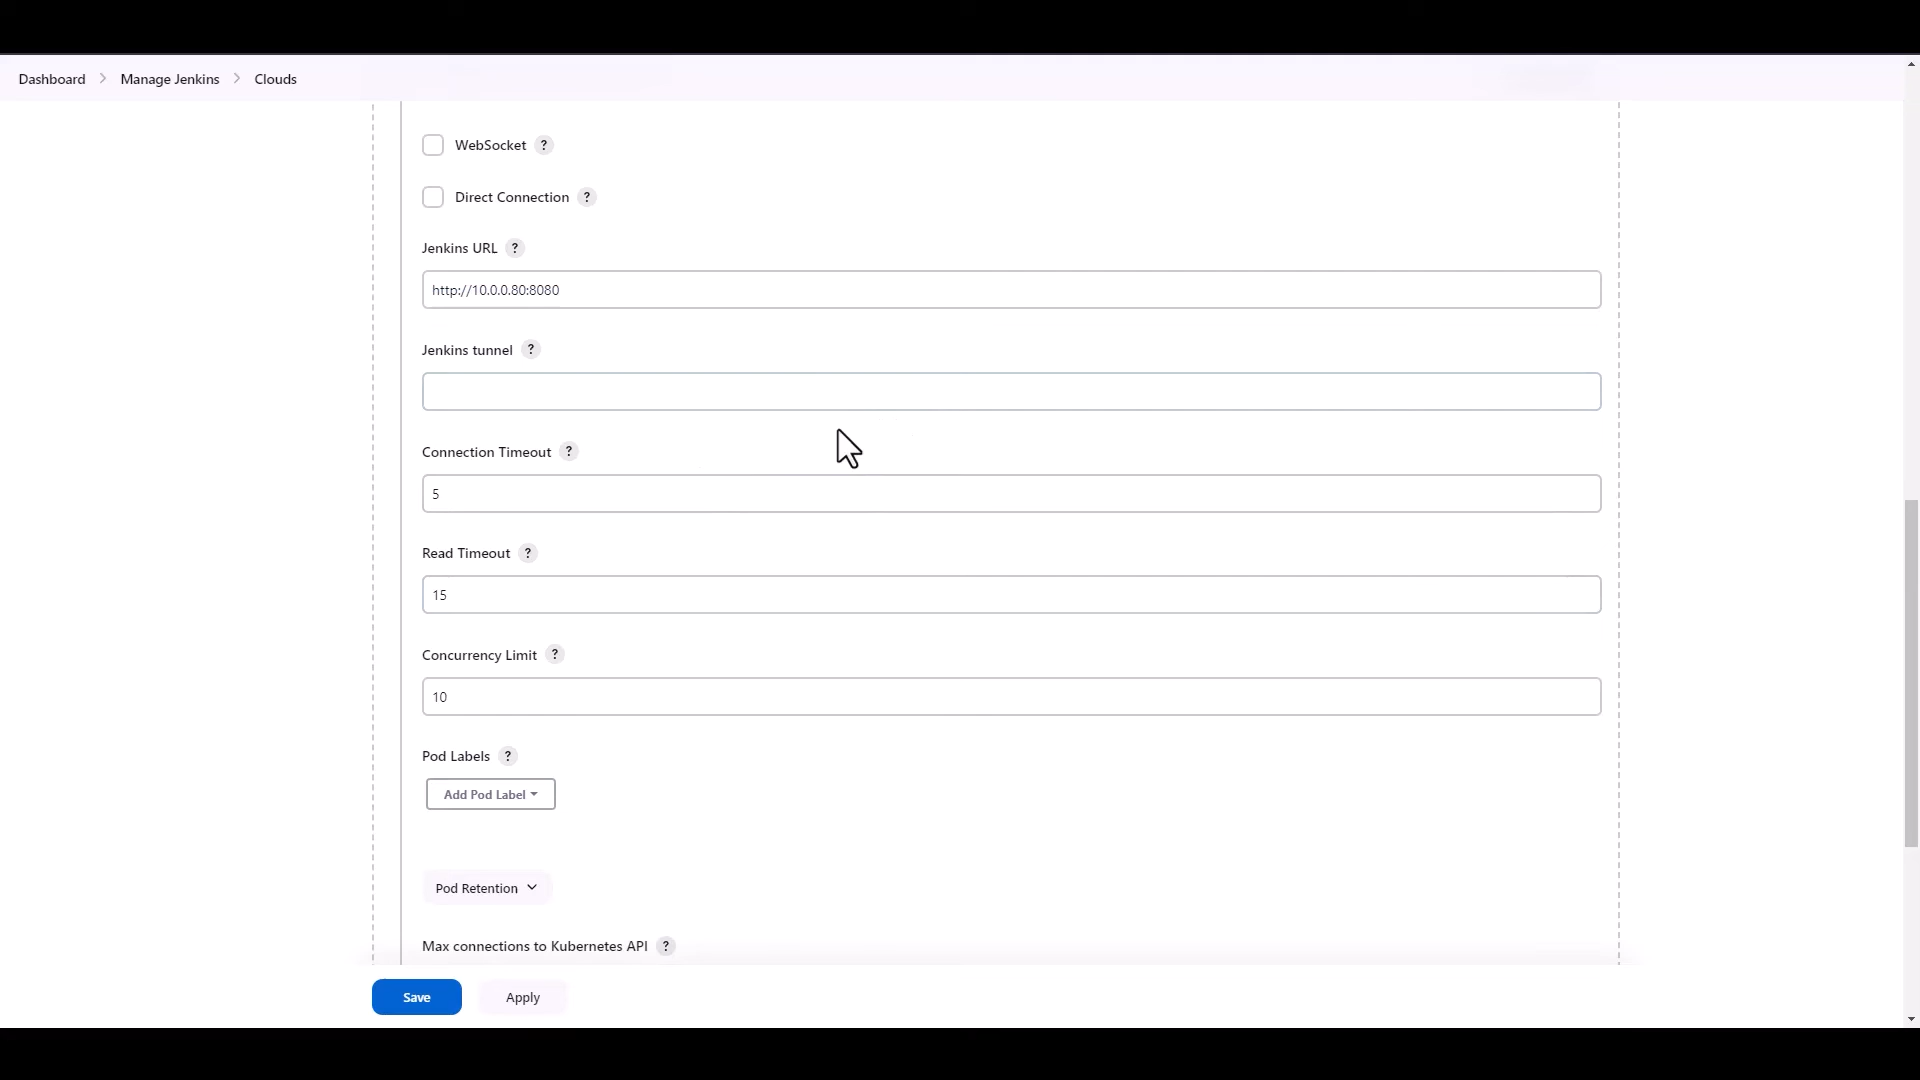 Dashboard > Manage Jenkins > Clouds
WebSocket ?
Direct Connection ?
Jenkins URL ?
http://10.0.0.80:8080
Jenkins tunnel ?
Connection Timeout ?
5
Read Timeout ?
15
Concurrency Limit ?
10
Pod Labels ?
Add Pod Label
Pod Retention
Max connections to Kubernetes API ?
Save Apply